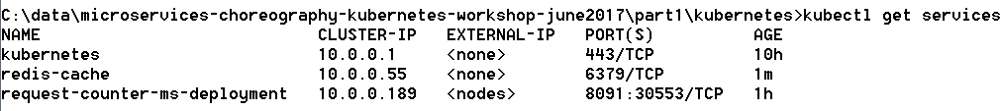 C:\data\microservices-choreography-kubernetes-workshop-june2017\part1\kubernetes>kubectl get services
NAME CLUSTER-IP EXTERNAL-IP PORT(S) AGE
kubernetes 10.0.0.1 <none> 443/TCP 10h
redis-cache 10.0.0.55 <none> 6379/TCP 1m
request-counter-ms-deployment 10.0.0.189 <nodes> 8091:30553/TCP 1h